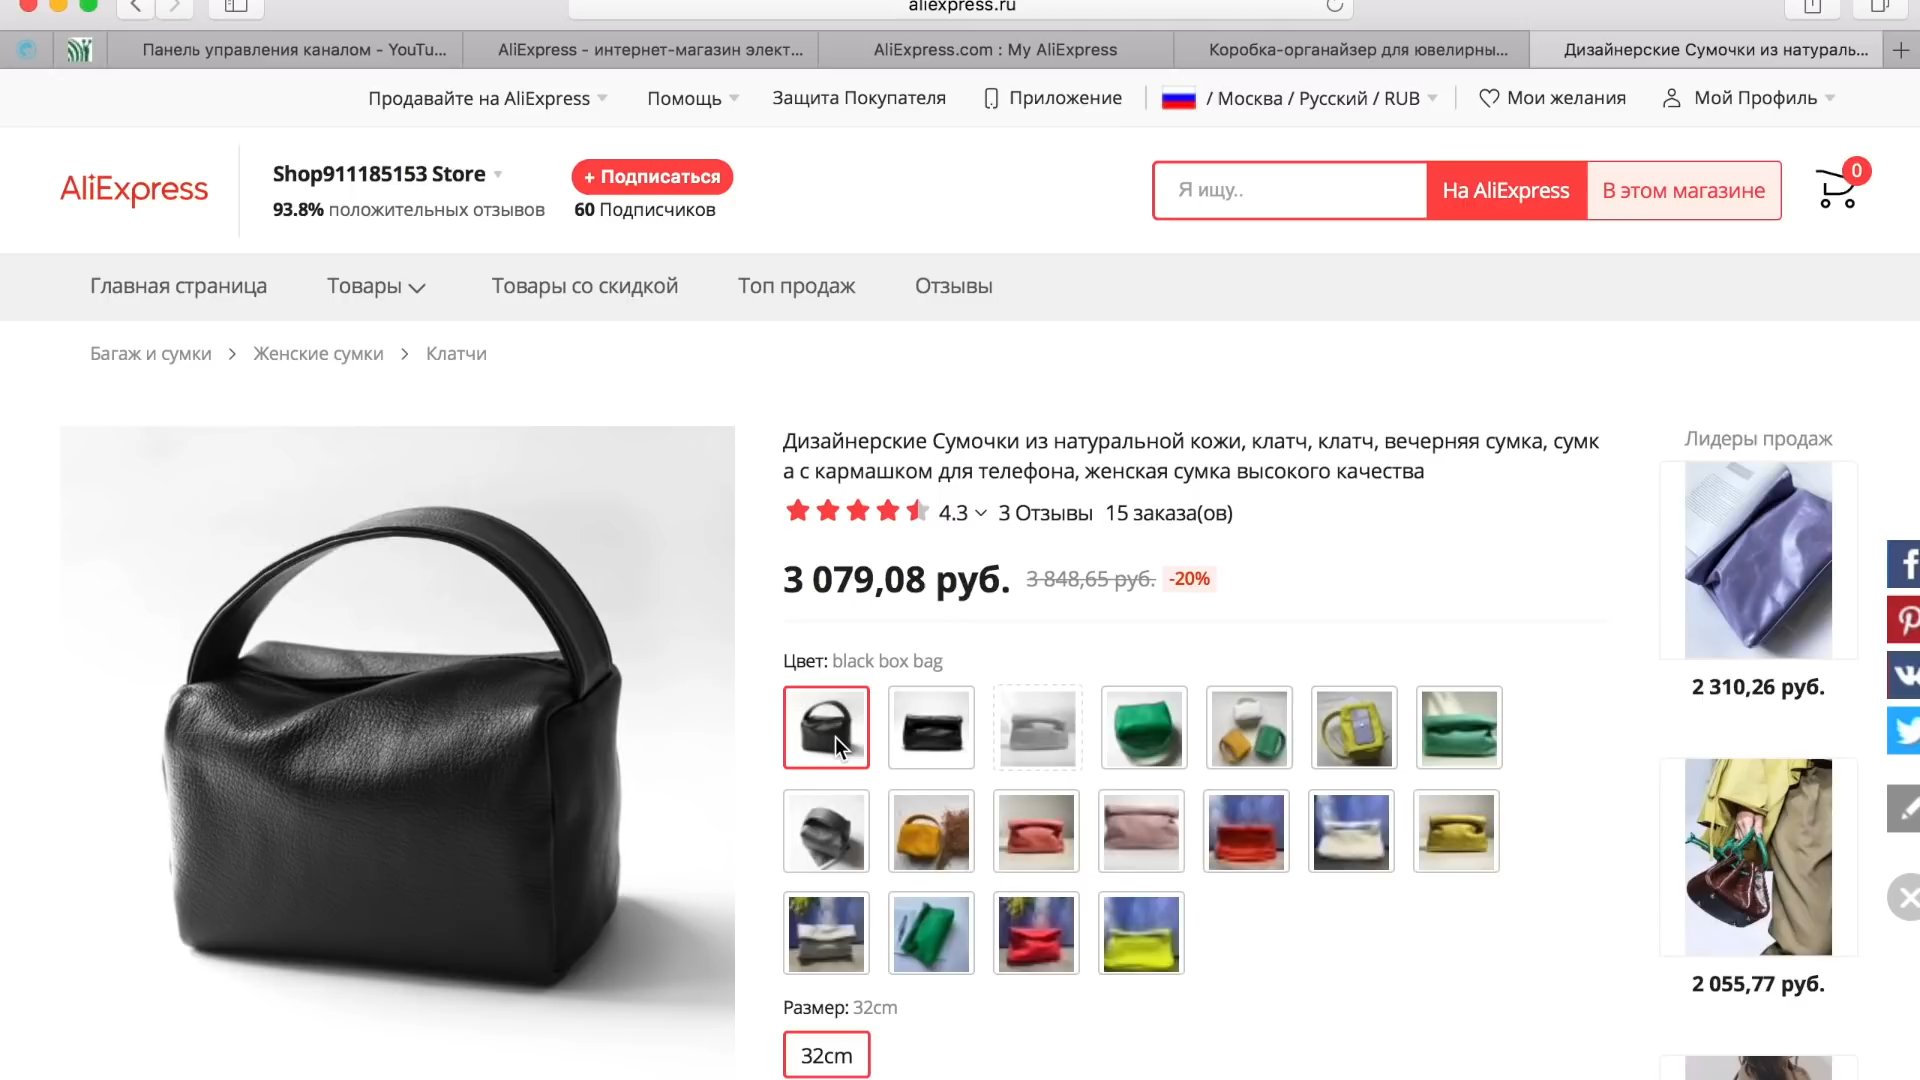 aliexpress.ru
Панель управления каналом - YouTu...
AliExpress - интернет-магазин элект...
AliExpress.com : My AliExpress
Коробка-органайзер для ювелирны...
Дизайнерские Сумочки из натураль...
Продавайте на AliExpress
Помощь
Защита Покупателя
Приложение
/ Москва / Русский / RUB
Мои желания
Мой Профиль
AliExpress
Shop911185153 Store
93.8% положительных отзывов
+ Подписаться
60 Подписчиков
Я ищу..
На AliExpress
В этом магазине
0
Главная страница
Товары
Товары со скидкой
Топ продаж
Отзывы
Багаж и сумки > Женские сумки > Клатчи
Дизайнерские Сумочки из натуральной кожи, клатч, клатч, вечерняя сумка, сумк
а с кармашком для телефона, женская сумка высокого качества
4.3 3 Отзывы 15 заказа(ов)
3 079,08 руб. 3 848,65 руб. -20%
Цвет: black box bag
Размер: 32cm
32cm
Лидеры продаж
2 310,26 руб.
2 055,77 руб.